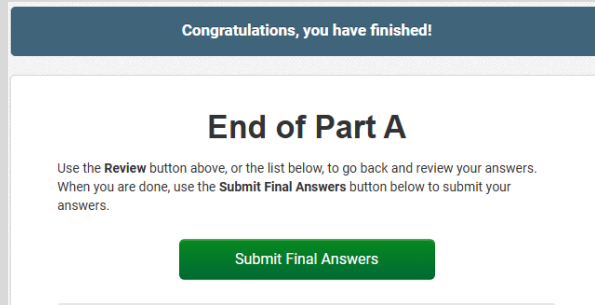 Congratulations, you have finished!
End of Part A
Use the Review button above, or the list below, to go back and review your answers.
When you are done, use the Submit Final Answers button below to submit your
answers.
Submit Final Answers